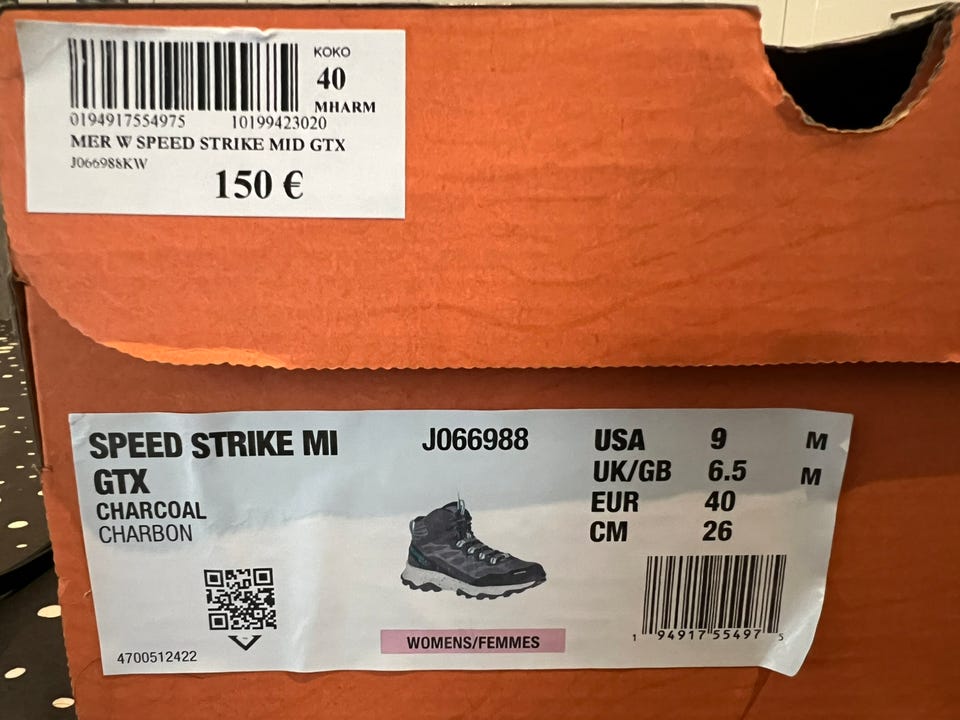 KOKO
40
MHARM
0194917554975 10199423020
MER W SPEED STRIKE MID GTX
J066988KW
150 €
SPEED STRIKE MI
GTX
CHARCOAL
CHARBON
J066988
USA 9 M
UK/GB 6.5 M
EUR 40
CM 26
1 94917 55497 5
WOMENS/FEMMES
4700512422